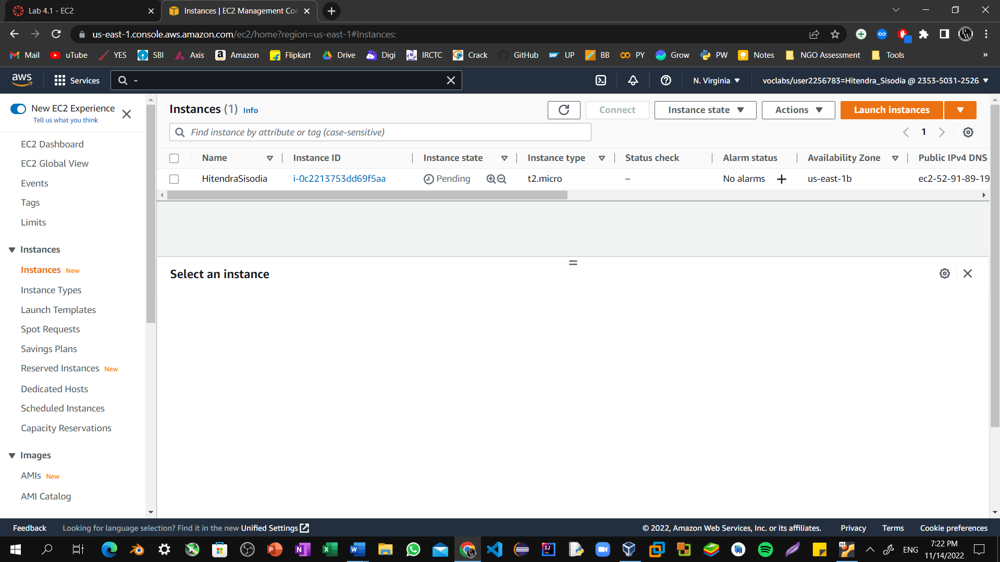 Lab 4.1 - EC2
Instances | EC2 Management Con
us-east-1.console.aws.amazon.com/ec2/home?region=us-east-1#Instances:
Mail uTube YES SBI Axis Amazon Flipkart Drive Digi IRCTC Crack GitHub UP BB PY Grow PW Notes NGO Assessment Tools »
aws Services - N. Virginia voclabs/user2256783=Hitendra_Sisodia @ 2353-5031-2526
New EC2 Experience
Tell us what you think
EC2 Dashboard
EC2 Global View
Events
Tags
Limits
Instances
Instances New
Instance Types
Launch Templates
Spot Requests
Savings Plans
Reserved Instances New
Dedicated Hosts
Scheduled Instances
Capacity Reservations
Images
AMIs New
AMI Catalog
Instances (1) Info Connect Instance state Actions Launch instances
Find instance by attribute or tag (case-sensitive) 1
Name Instance ID Instance state Instance type Status check Alarm status Availability Zone Public IPv4 DNS
HitendraSisodia i-0c2213753dd69f5aa Pending t2.micro – No alarms us-east-1b ec2-52-91-89-19
Select an instance
Feedback Looking for language selection? Find it in the new Unified Settings © 2022, Amazon Web Services, Inc. or its affiliates. Privacy Terms Cookie preferences
ENG
7:22 PM
11/14/2022